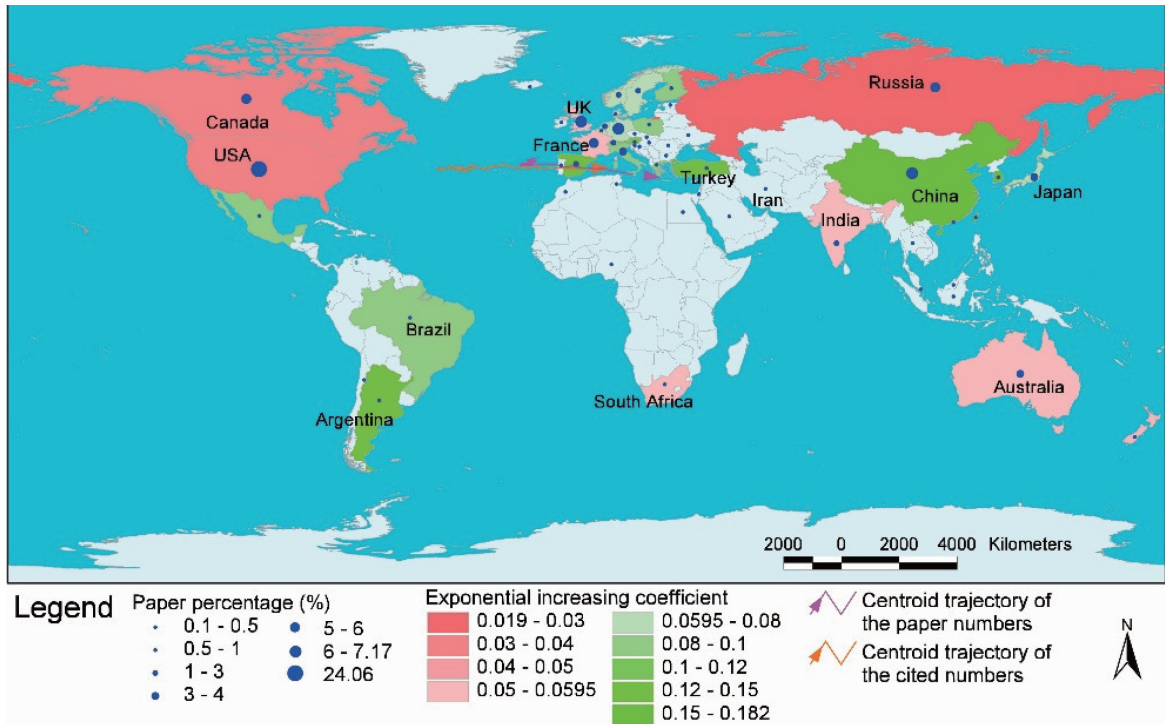 Russia
UK
Canada
France
USA
Turkey
China
Japan
Iran
India
Brazil
Australia
South Africa
Argentina
2000 0 2000 4000 Kilometers
Legend
Paper percentage (%)
0.1 - 0.5
0.5 - 1
1 - 3
3 - 4
5 - 6
6 - 7.17
24.06
Exponential increasing coefficient
0.019 - 0.03
0.03 - 0.04
0.04 - 0.05
0.05 - 0.0595
0.0595 - 0.08
0.08 - 0.1
0.1 - 0.12
0.12 - 0.15
0.15 - 0.182
Centroid trajectory of
the paper numbers
Centroid trajectory of
the cited numbers
N